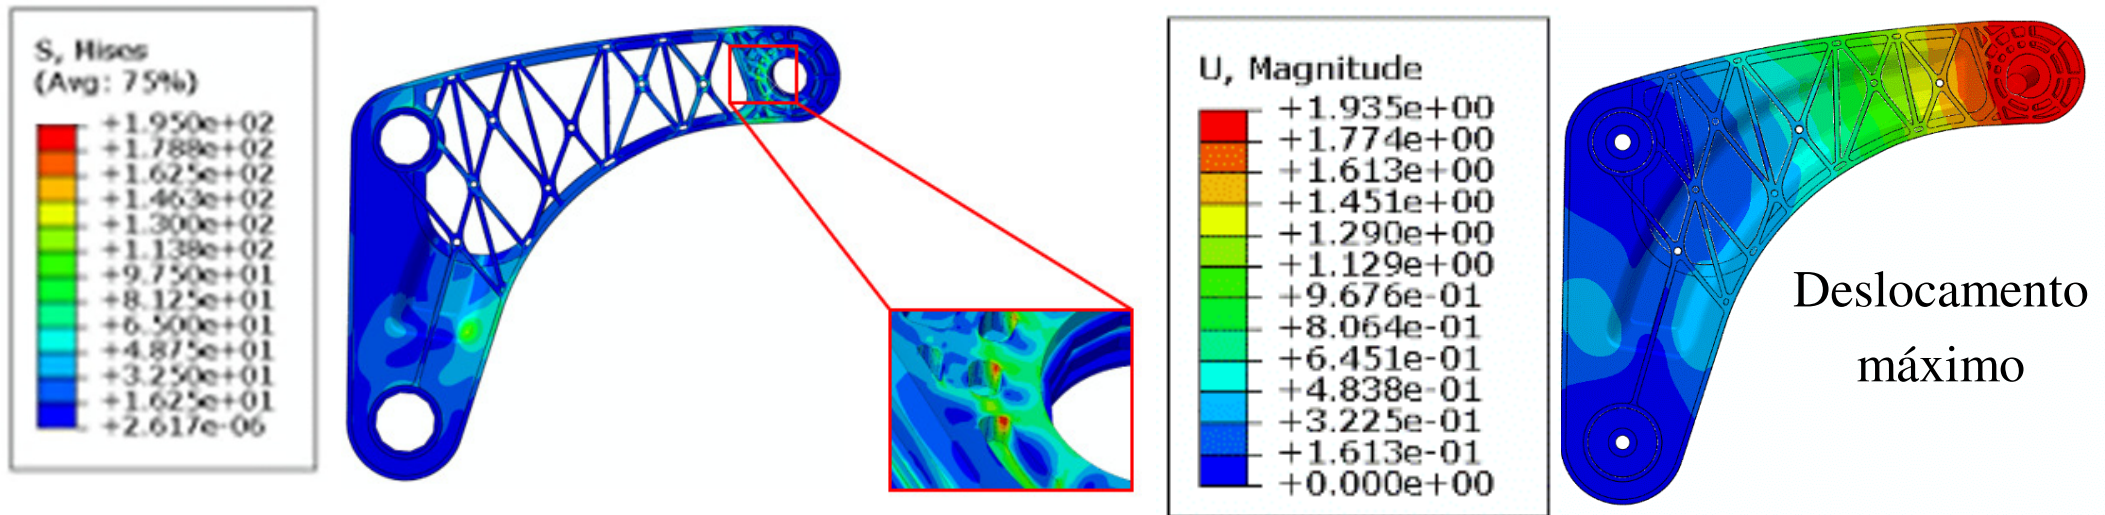 S, Mises
(Avg: 75%)
+1.950e+02
+1.788e+02
+1.625e+02
+1.463e+02
+1.300e+02
+1.138e+02
+9.750e+01
+8.125e+01
+6.500e+01
+4.875e+01
+3.250e+01
+1.625e+01
+2.617e-06
U, Magnitude
+1.935e+00
+1.774e+00
+1.613e+00
+1.451e+00
+1.290e+00
+1.129e+00
+9.676e-01
+8.064e-01
+6.451e-01
+4.838e-01
+3.225e-01
+1.613e-01
+0.000e+00
Deslocamento
máximo